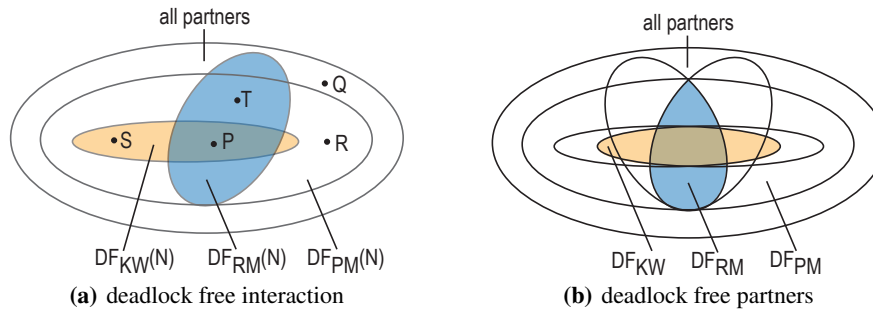 all partners
Q
T
S
P
R
DF_KW(N)
DF_RM(N)
DF_PM(N)
(a) deadlock free interaction
all partners
DF_KW
DF_RM
DF_PM
(b) deadlock free partners